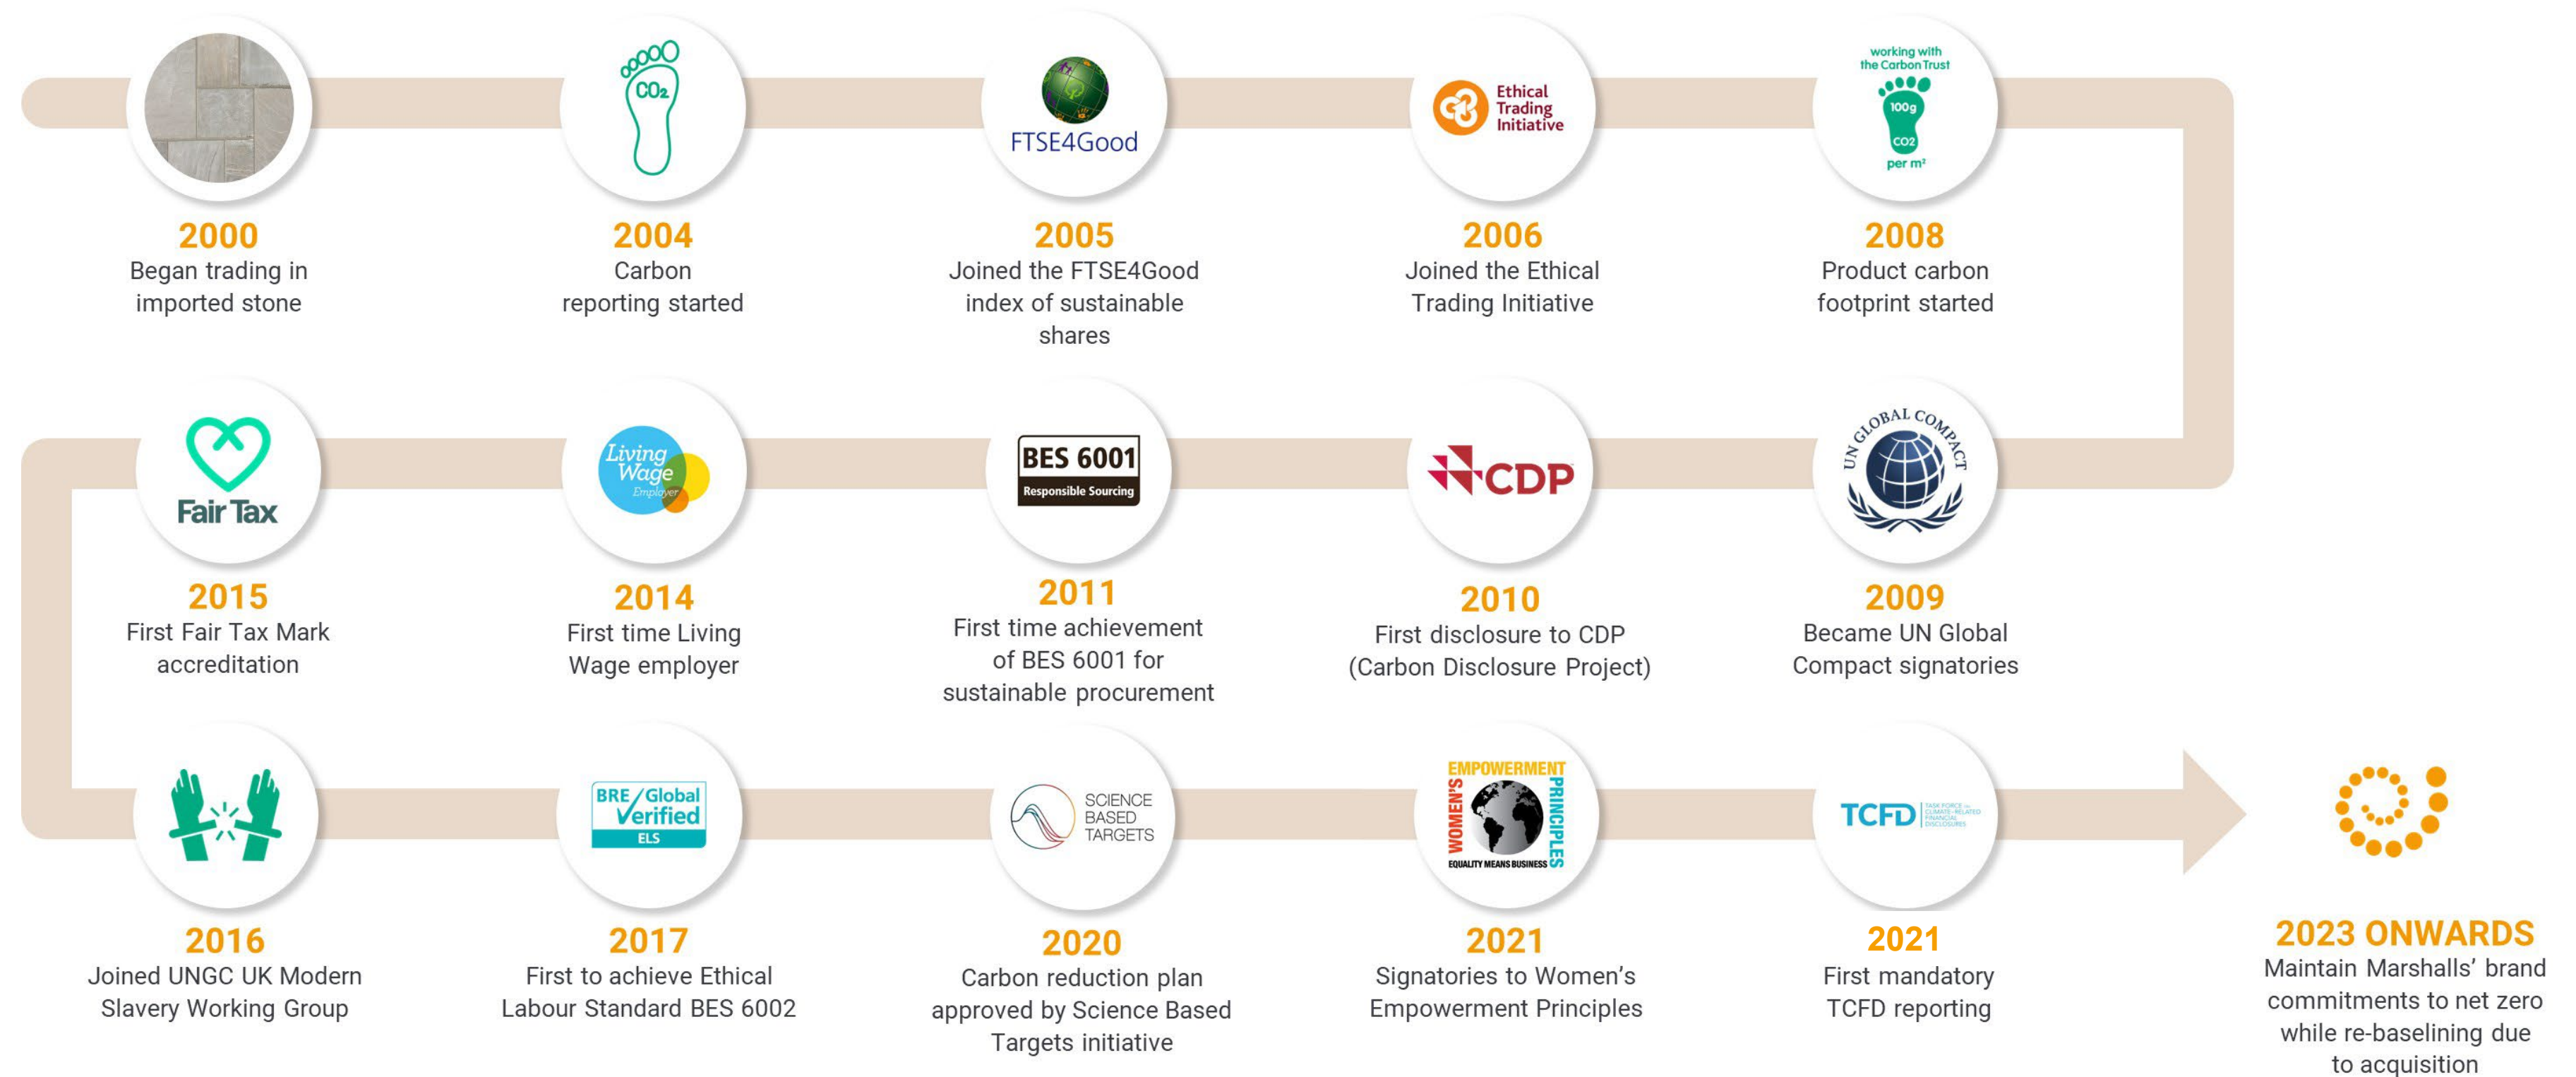 CO₂
FTSE4Good
Ethical
Trading
Initiative
working with
the Carbon Trust
100g
CO2
per m²
2000
Began trading in
imported stone
2004
Carbon
reporting started
2005
Joined the FTSE4Good
index of sustainable
shares
2006
Joined the Ethical
Trading Initiative
2008
Product carbon
footprint started
UN GLOBAL COMPACT
2009
Became UN Global
Compact signatories
CDP
2010
First disclosure to CDP
(Carbon Disclosure Project)
BES 6001
Responsible Sourcing
2011
First time achievement
of BES 6001 for
sustainable procurement
Living
Wage
Employer
2014
First time Living
Wage employer
Fair Tax
2015
First Fair Tax Mark
accreditation
2016
Joined UNGC UK Modern
Slavery Working Group
BRE Global
Verified
ELS
2017
First to achieve Ethical
Labour Standard BES 6002
SCIENCE
BASED
TARGETS
2020
Carbon reduction plan
approved by Science Based
Targets initiative
WOMEN'S
EMPOWERMENT
PRINCIPLES
EQUALITY MEANS BUSINESS
2021
Signatories to Women's
Empowerment Principles
TCFD
TASK FORCE ON
CLIMATE-RELATED
FINANCIAL
DISCLOSURES
2021
First mandatory
TCFD reporting
2023 ONWARDS
Maintain Marshalls' brand
commitments to net zero
while re-baselining due
to acquisition